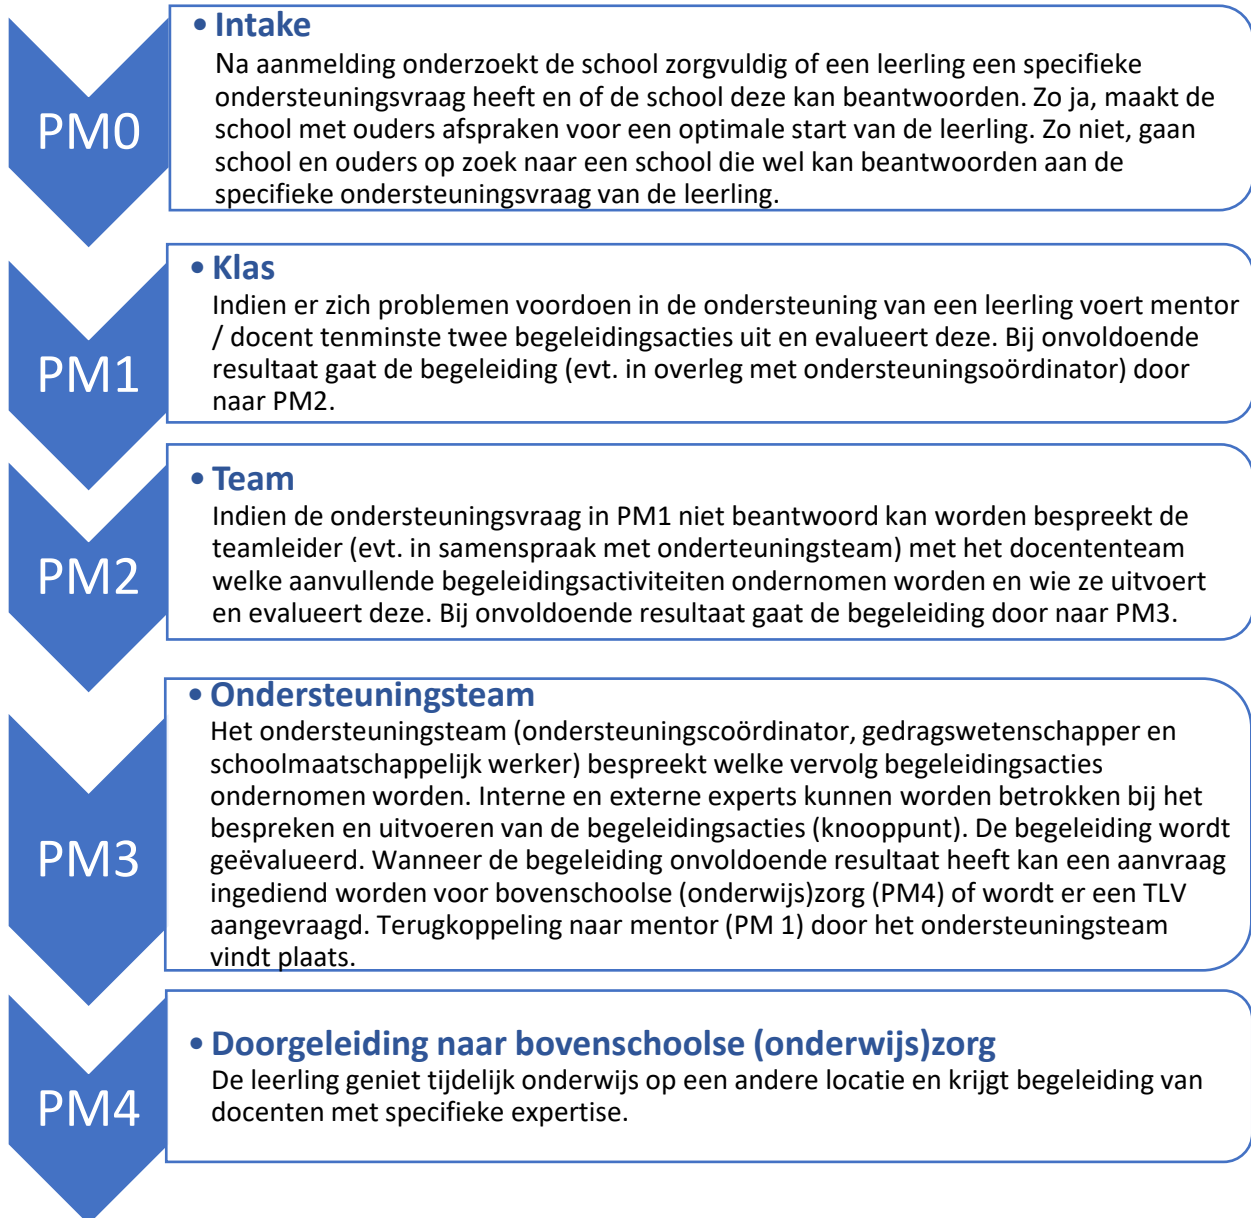 PM0
• Intake
Na aanmelding onderzoekt de school zorgvuldig of een leerling een specifieke
ondersteuningsvraag heeft en of de school deze kan beantwoorden. Zo ja, maakt de
school met ouders afspraken voor een optimale start van de leerling. Zo niet, gaan
school en ouders op zoek naar een school die wel kan beantwoorden aan de
specifieke ondersteuningsvraag van de leerling.
PM1
• Klas
Indien er zich problemen voordoen in de ondersteuning van een leerling voert mentor
/ docent tenminste twee begeleidingsacties uit en evalueert deze. Bij onvoldoende
resultaat gaat de begeleiding (evt. in overleg met ondersteuningsoördinator) door
naar PM2.
PM2
• Team
Indien de ondersteuningsvraag in PM1 niet beantwoord kan worden bespreekt de
teamleider (evt. in samenspraak met onderteuningsteam) met het docententeam
welke aanvullende begeleidingsactiviteiten ondernomen worden en wie ze uitvoert
en evalueert deze. Bij onvoldoende resultaat gaat de begeleiding door naar PM3.
PM3
• Ondersteuningsteam
Het ondersteuningsteam (ondersteuningscoördinator, gedragswetenschapper en
schoolmaatschappelijk werker) bespreekt welke vervolg begeleidingsacties
ondernomen worden. Interne en externe experts kunnen worden betrokken bij het
bespreken en uitvoeren van de begeleidingsacties (knooppunt). De begeleiding wordt
geëvalueerd. Wanneer de begeleiding onvoldoende resultaat heeft kan een aanvraag
ingediend worden voor bovenschoolse (onderwijs)zorg (PM4) of wordt er een TLV
aangevraagd. Terugkoppeling naar mentor (PM 1) door het ondersteuningsteam
vindt plaats.
PM4
• Doorgeleiding naar bovenschoolse (onderwijs)zorg
De leerling geniet tijdelijk onderwijs op een andere locatie en krijgt begeleiding van
docenten met specifieke expertise.